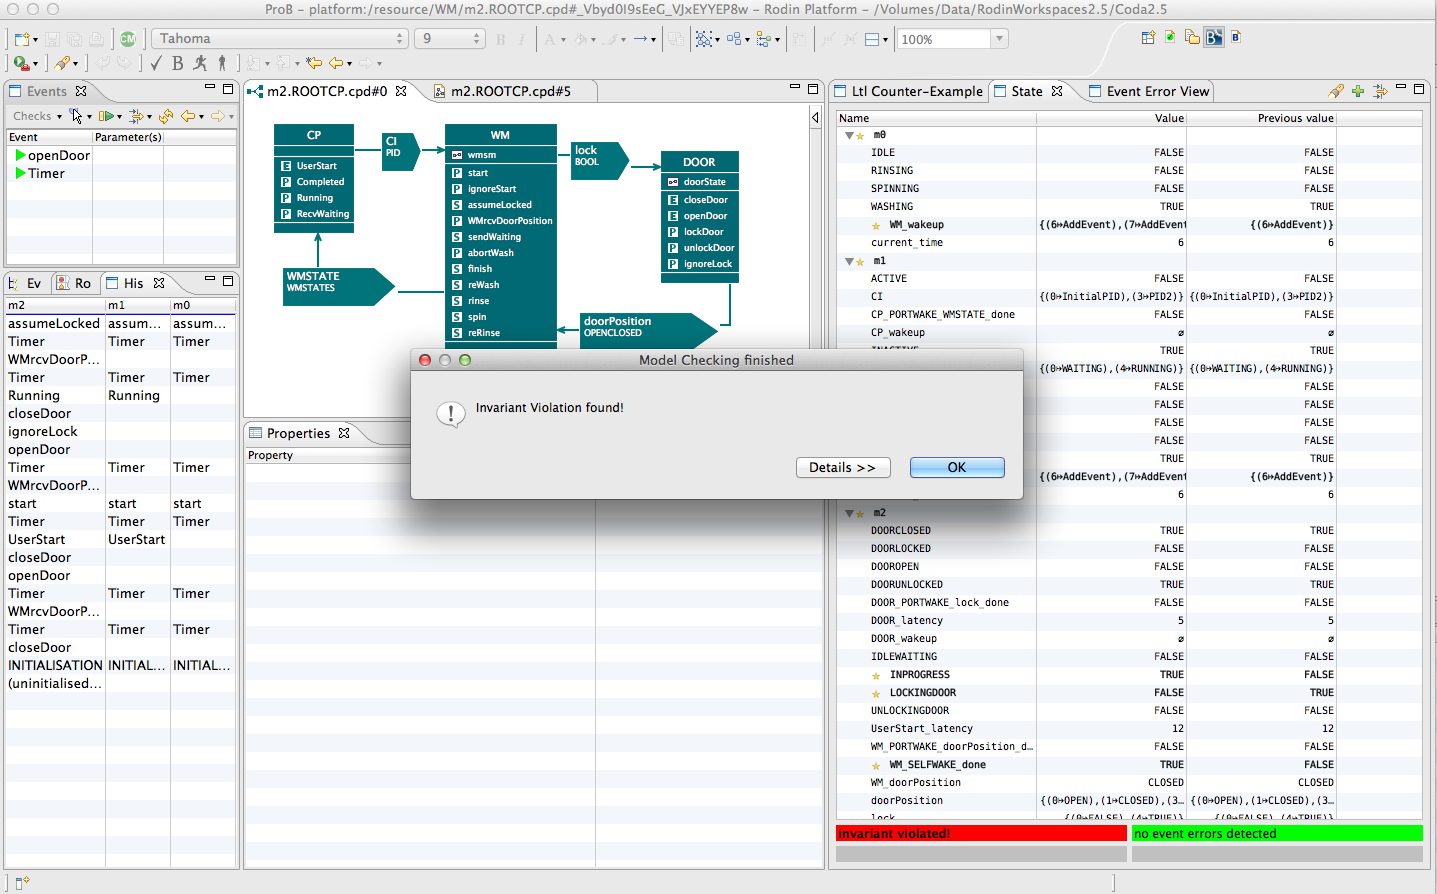 ProB - platform:/resource/WM/m2.ROOTCP.cpd#_Vbyd0I9sEeG_VJxEYYEP8w - Rodin Platform - /Volumes/Data/RodinWorkspaces2.5/Coda2.5
Tahoma 9 100%
Events
Checks
Event Parameter(s)
openDoor
Timer
Ev Ro His
m2 m1 m0
assumeLocked assum... assum...
Timer Timer Timer
WMrcvDoorP...
Timer Timer Timer
Running Running
closeDoor
ignoreLock
openDoor
Timer Timer Timer
WMrcvDoorP...
start start start
Timer Timer Timer
UserStart UserStart
closeDoor
openDoor
Timer Timer Timer
WMrcvDoorP...
Timer Timer Timer
closeDoor
INITIALISATION INITIAL... INITIAL...
(uninitialised...
m2.ROOTCP.cpd#0 m2.ROOTCP.cpd#5
CP
UserStart
Completed
Running
RecvWaiting
CI
PID
WM
wmsm
start
ignoreStart
assumeLocked
WMrcvDoorPosition
sendWaiting
abortWash
finish
reWash
rinse
spin
reRinse
lock
BOOL
DOOR
doorState
closeDoor
openDoor
lockDoor
unlockDoor
ignoreLock
WMSTATE
WMSTATES
doorPosition
OPENCLOSED
Properties
Property
Model Checking finished
Invariant Violation found!
Details >> OK
Ltl Counter-Example State Event Error View
Name Value Previous value
m0
IDLE FALSE FALSE
RINSING FALSE FALSE
SPINNING FALSE FALSE
WASHING TRUE TRUE
WM_wakeup {(6↦AddEvent),(7↦AddEvent {(6↦AddEvent)}
current_time 6 6
m1
ACTIVE FALSE FALSE
CI {(0↦InitialPID),(3↦PID2)} {(0↦InitialPID),(3↦PID2)}
CP_PORTWAKE_WMSTATE_done FALSE FALSE
CP_wakeup ∅ ∅
INACTIVE TRUE TRUE
{(0↦WAITING),(4↦RUNNING)} {(0↦WAITING),(4↦RUNNING)}
FALSE FALSE
FALSE FALSE
FALSE FALSE
FALSE FALSE
TRUE TRUE
{(6↦AddEvent),(7↦AddEvent {(6↦AddEvent)}
6 6
m2
DOORCLOSED TRUE TRUE
DOORLOCKED FALSE FALSE
DOOROPEN FALSE FALSE
DOORUNLOCKED TRUE TRUE
DOOR_PORTWAKE_lock_done FALSE FALSE
DOOR_latency 5 5
DOOR_wakeup ∅ ∅
IDLEWAITING FALSE FALSE
INPROGRESS TRUE FALSE
LOCKINGDOOR FALSE TRUE
UNLOCKINGDOOR FALSE FALSE
UserStart_latency 12 12
WM_PORTWAKE_doorPosition_d... FALSE FALSE
WM_SELFWAKE_done TRUE FALSE
WM_doorPosition CLOSED CLOSED
doorPosition {(0↦OPEN),(1↦CLOSED),(3... {(0↦OPEN),(1↦CLOSED),(3...
lock {(0↦FALSE),(4↦TRUE)} {(0↦FALSE),(4↦TRUE)}
invariant violated! no event errors detected